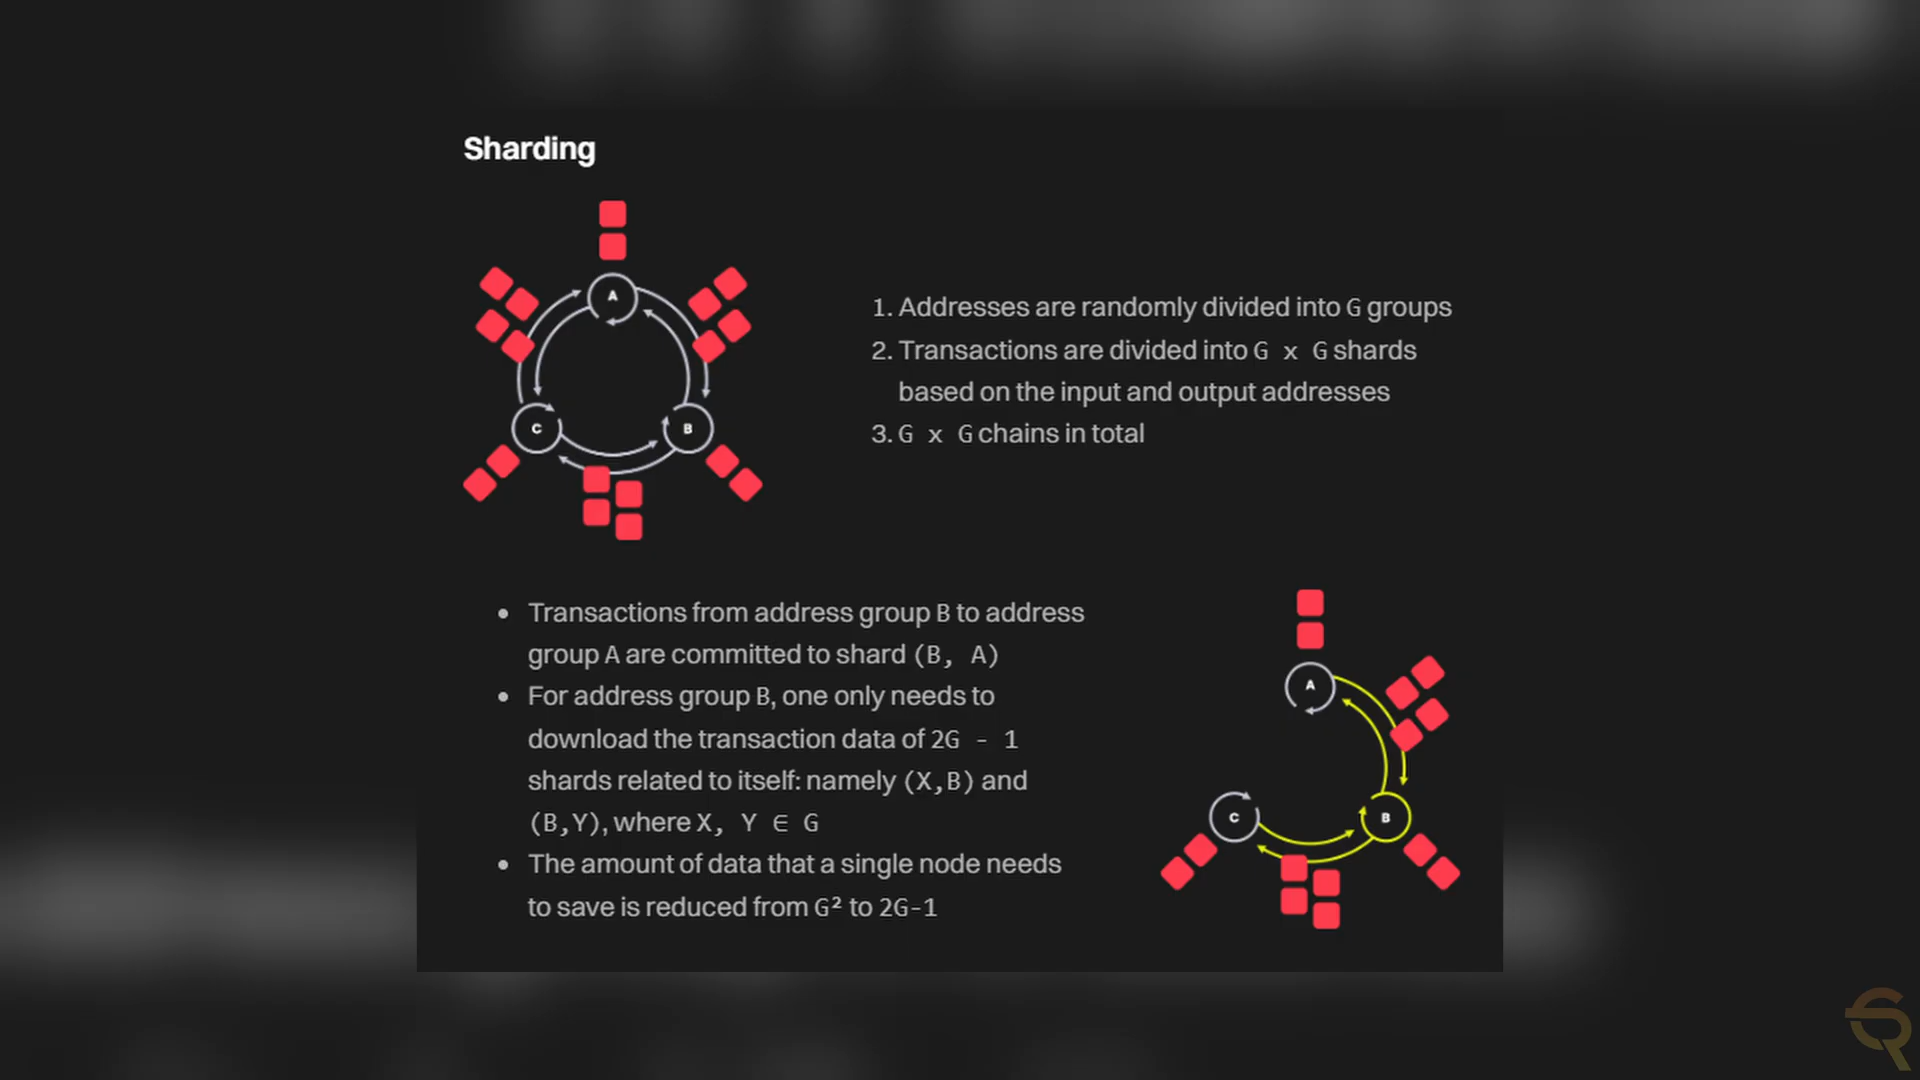 Sharding
A
C
B
1. Addresses are randomly divided into G groups
2. Transactions are divided into G x G shards
based on the input and output addresses
3. G x G chains in total
• Transactions from address group B to address
group A are committed to shard (B, A)
• For address group B, one only needs to
download the transaction data of 2G - 1
shards related to itself: namely (X,B) and
(B,Y), where X, Y ∈ G
• The amount of data that a single node needs
to save is reduced from G² to 2G-1
A
C
B